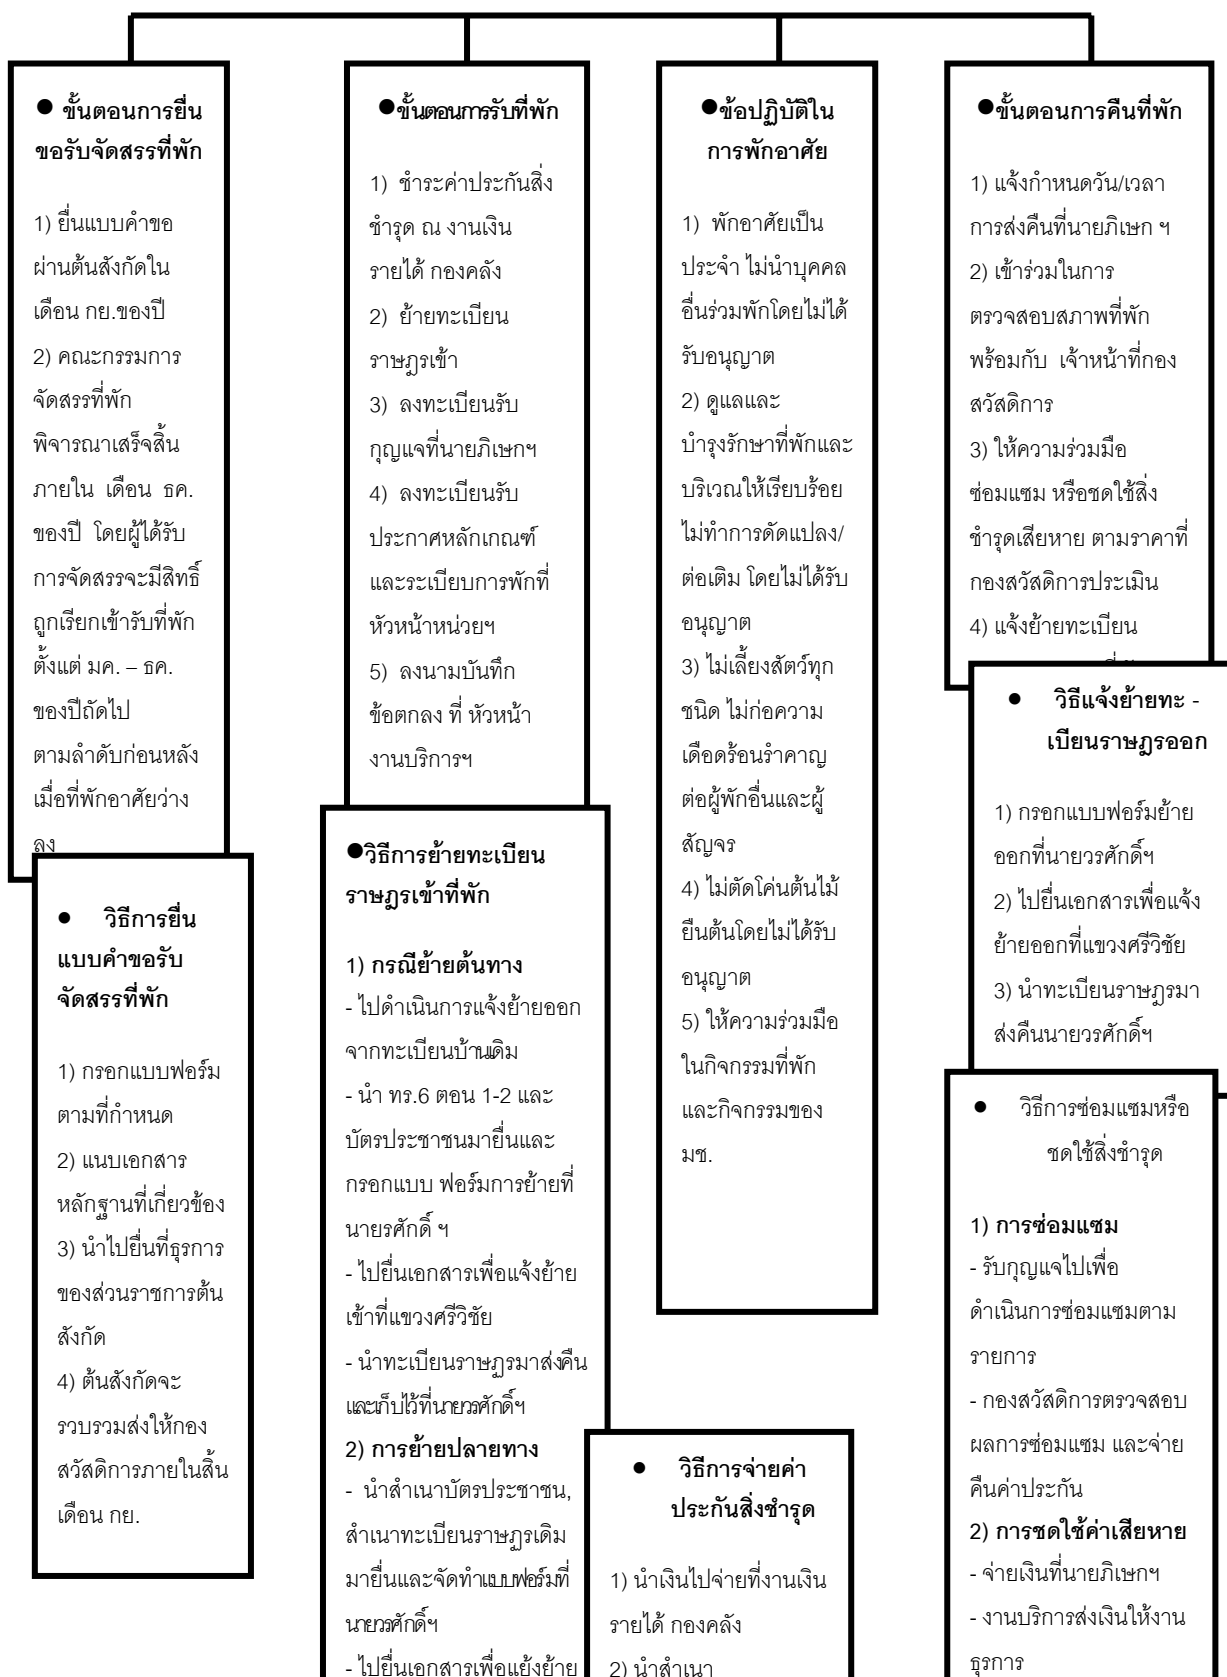 ● ขั้นตอนการยื่น
ขอรับจัดสรรที่พัก
1) ยื่นแบบคำขอ
ผ่านต้นสังกัดใน
เดือน กย.ของปี
2) คณะกรรมการ
จัดสรรที่พัก
พิจารณาเสร็จสิ้น
ภายใน เดือน ธค.
ของปี โดยผู้ได้รับ
การจัดสรรจะมีสิทธิ์
ถูกเรียกเข้ารับที่พัก
ตั้งแต่ มค. – ธค.
ของปีถัดไป
ตามลำดับก่อนหลัง
เมื่อที่พักอาศัยว่าง
ลง
● วิธีการยื่น
แบบคำขอรับ
จัดสรรที่พัก
1) กรอกแบบฟอร์ม
ตามที่กำหนด
2) แนบเอกสาร
หลักฐานที่เกี่ยวข้อง
3) นำไปยื่นที่ธุรการ
ของส่วนราชการต้น
สังกัด
4) ต้นสังกัดจะ
รวบรวมส่งให้กอง
สวัสดิการภายในสิ้น
เดือน กย.
●ขั้นตอนการรับที่พัก
1) ชำระค่าประกันสิ่ง
ชำรุด ณ งานเงิน
รายได้ กองคลัง
2) ย้ายทะเบียน
ราษฎรเข้า
3) ลงทะเบียนรับ
กุญแจที่นายภิเษกฯ
4) ลงทะเบียนรับ
ประกาศหลักเกณฑ์
และระเบียบการพักที่
หัวหน้าหน่วยฯ
5) ลงนามบันทึก
ข้อตกลง ที่ หัวหน้า
งานบริการฯ
●วิธีการย้ายทะเบียน
ราษฎรเข้าที่พัก
1) กรณีย้ายต้นทาง
- ไปดำเนินการแจ้งย้ายออก
จากทะเบียนบ้านเดิม
- นำ ทร.6 ตอน 1-2 และ
บัตรประชาชนมายื่นและ
กรอกแบบ ฟอร์มการย้ายที่
นายรศักดิ์ ฯ
- ไปยื่นเอกสารเพื่อแจ้งย้าย
เข้าที่แขวงศรีวิชัย
- นำทะเบียนราษฎรมาส่งคืน
และเก็บไว้ที่นายวรศักดิ์ฯ
2) การย้ายปลายทาง
- นำสำเนาบัตรประชาชน,
สำเนาทะเบียนราษฎรเดิม
มายื่นและจัดทำแบบฟอร์มที่
นายวรศักดิ์ฯ
- ไปยื่นเอกสารเพื่อแย้งย้าย
●ข้อปฏิบัติใน
การพักอาศัย
1) พักอาศัยเป็น
ประจำ ไม่นำบุคคล
อื่นร่วมพักโดยไม่ได้
รับอนุญาต
2) ดูแลและ
บำรุงรักษาที่พักและ
บริเวณให้เรียบร้อย
ไม่ทำการดัดแปลง/
ต่อเติม โดยไม่ได้รับ
อนุญาต
3) ไม่เลี้ยงสัตว์ทุก
ชนิด ไม่ก่อความ
เดือดร้อนรำคาญ
ต่อผู้พักอื่นและผู้
สัญจร
4) ไม่ตัดโค่นต้นไม้
ยืนต้นโดยไม่ได้รับ
อนุญาต
5) ให้ความร่วมมือ
ในกิจกรรมที่พัก
และกิจกรรมของ
มช.
● วิธีการจ่ายค่า
ประกันสิ่งชำรุด
1) นำเงินไปจ่ายที่งานเงิน
รายได้ กองคลัง
2) นำสำเนา
●ขั้นตอนการคืนที่พัก
1) แจ้งกำหนดวัน/เวลา
การส่งคืนที่นายภิเษก ฯ
2) เข้าร่วมในการ
ตรวจสอบสภาพที่พัก
พร้อมกับ เจ้าหน้าที่กอง
สวัสดิการ
3) ให้ความร่วมมือ
ซ่อมแซม หรือชดใช้สิ่ง
ชำรุดเสียหาย ตามราคาที่
กองสวัสดิการประเมิน
4) แจ้งย้ายทะเบียน
● วิธีแจ้งย้ายทะ -
เบียนราษฎรออก
1) กรอกแบบฟอร์มย้าย
ออกที่นายวรศักดิ์ฯ
2) ไปยื่นเอกสารเพื่อแจ้ง
ย้ายออกที่แขวงศรีวิชัย
3) นำทะเบียนราษฎรมา
ส่งคืนนายวรศักดิ์ฯ
● วิธีการซ่อมแซมหรือ
ชดใช้สิ่งชำรุด
1) การซ่อมแซม
- รับกุญแจไปเพื่อ
ดำเนินการซ่อมแซมตาม
รายการ
- กองสวัสดิการตรวจสอบ
ผลการซ่อมแซม และจ่าย
คืนค่าประกัน
2) การชดใช้ค่าเสียหาย
- จ่ายเงินที่นายภิเษกฯ
- งานบริการส่งเงินให้งาน
ธุรการ